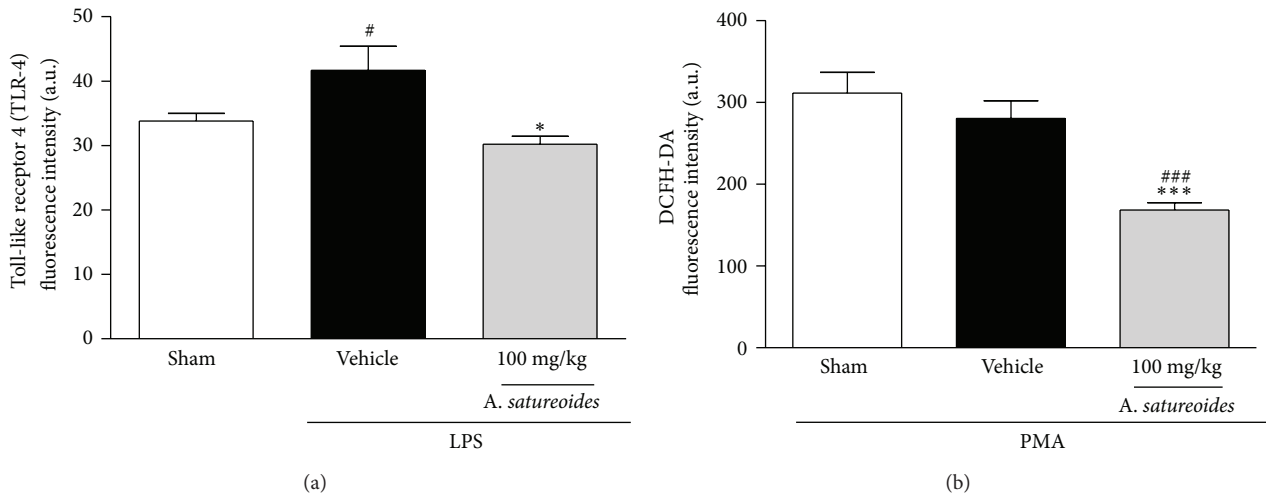 Toll-like receptor 4 (TLR-4)
fluorescence intensity (a.u.)
50
40
30
20
10
0
#
*
Sham
Vehicle
100 mg/kg
A. satureoides
LPS
(a)
DCFH-DA
fluorescence intensity (a.u.)
400
300
200
100
0
###
***
Sham
Vehicle
100 mg/kg
A. satureoides
PMA
(b)